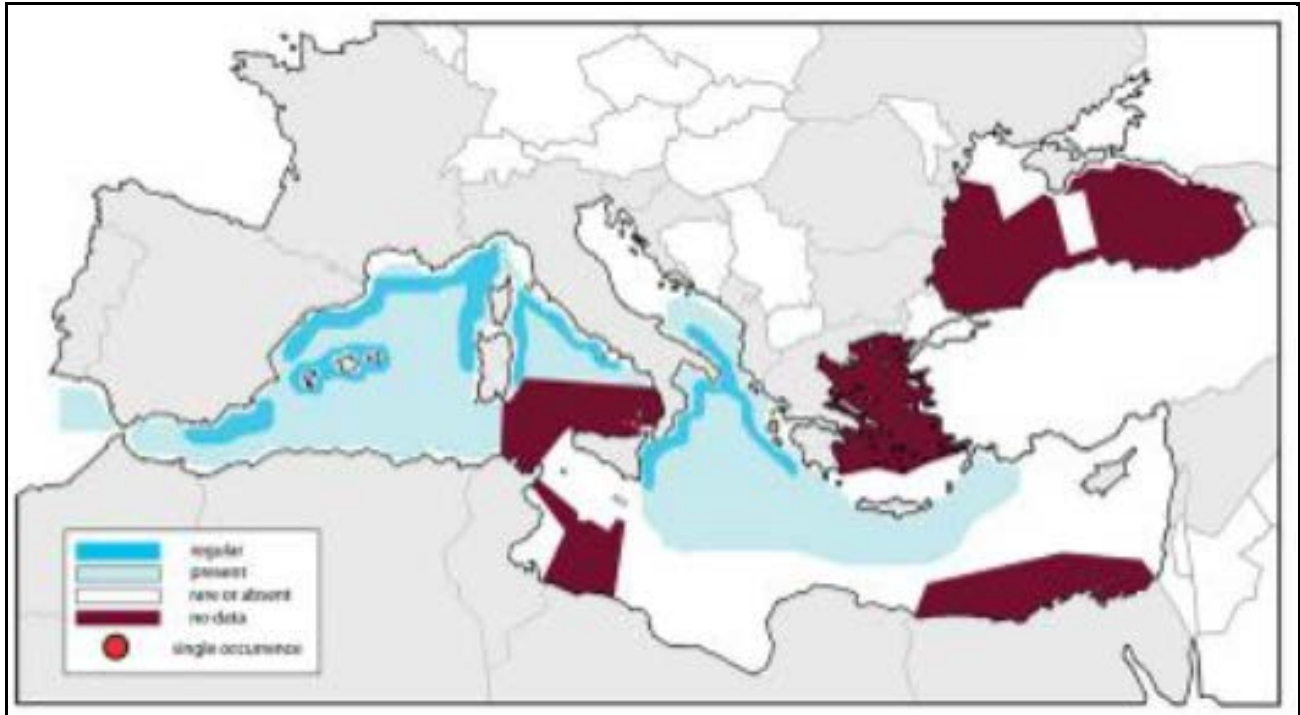 regular
present
rare or absent
no data
single occurrence